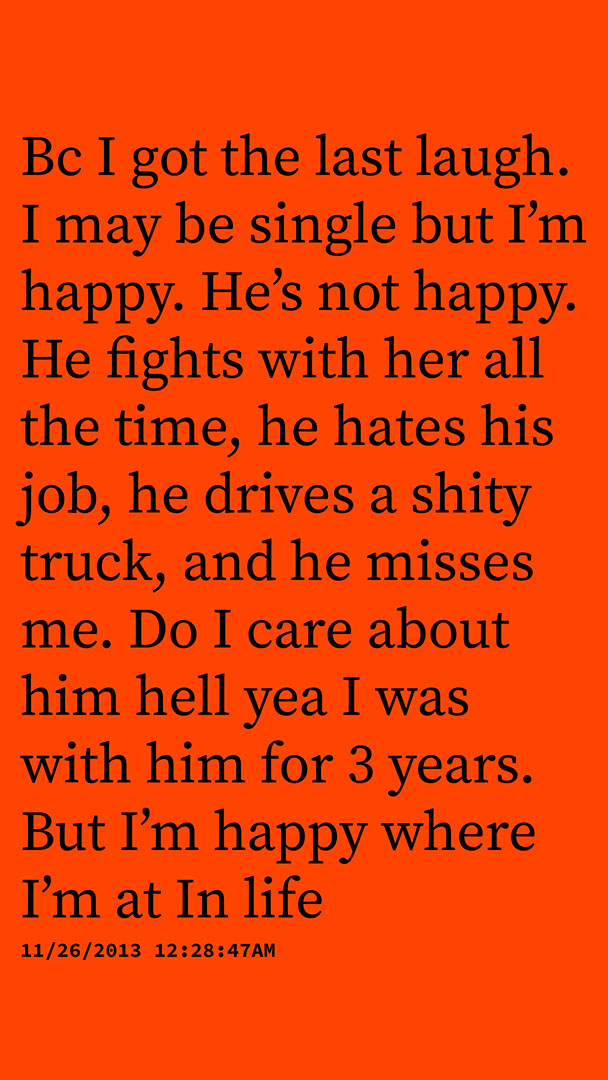 Bc I got the last laugh.
I may be single but I’m
happy. He’s not happy.
He fights with her all
the time, he hates his
job, he drives a shity
truck, and he misses
me. Do I care about
him hell yea I was
with him for 3 years.
But I’m happy where
I’m at In life
11/26/2013 12:28:47AM